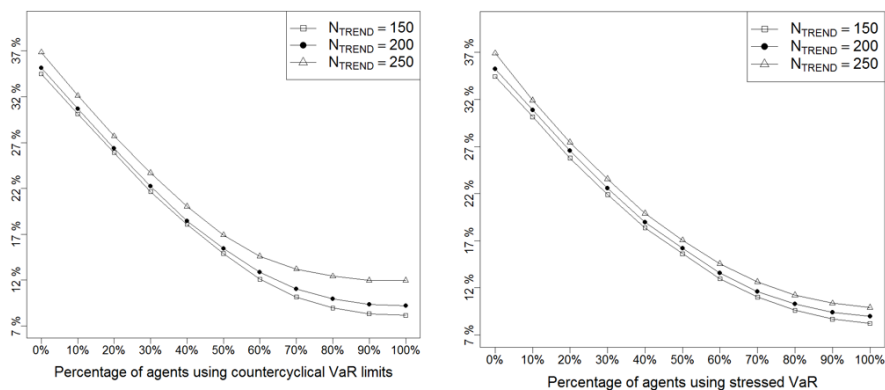 N_TREND = 150
N_TREND = 200
N_TREND = 250
37 %
32 %
27 %
22 %
17 %
12 %
7 %
0% 10% 20% 30% 40% 50% 60% 70% 80% 90% 100%
Percentage of agents using countercyclical VaR limits
N_TREND = 150
N_TREND = 200
N_TREND = 250
37 %
32 %
27 %
22 %
17 %
12 %
7 %
0% 10% 20% 30% 40% 50% 60% 70% 80% 90% 100%
Percentage of agents using stressed VaR